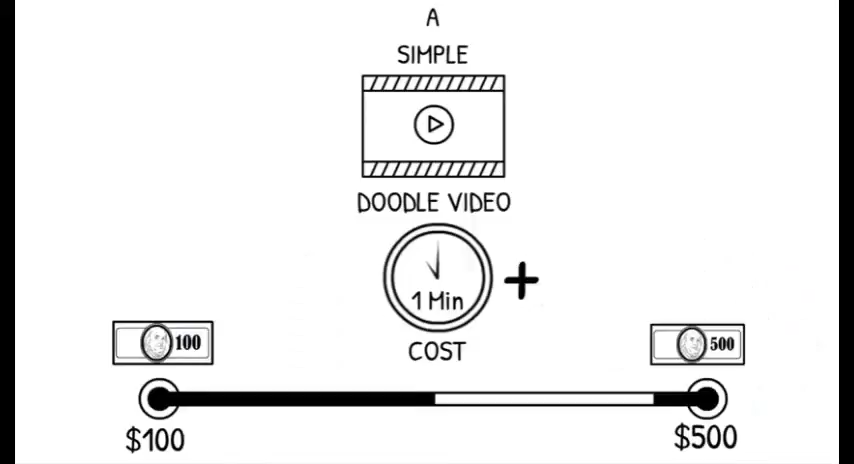 A
SIMPLE
DOODLE VIDEO
1 Min
+
COST
100
500
$100
$500